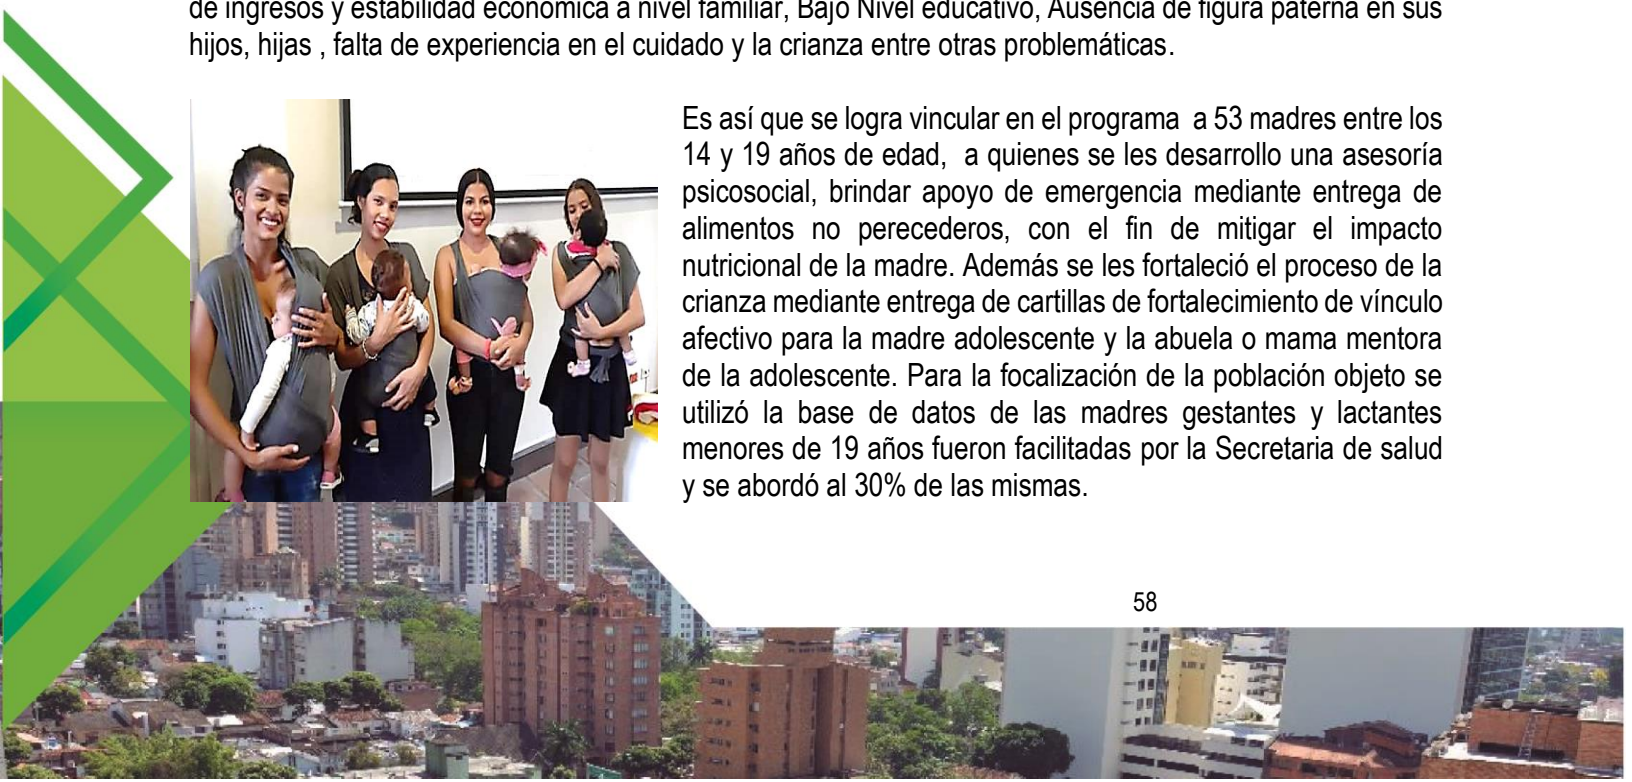 de ingresos y estabilidad económica a nivel familiar, Bajo Nivel educativo, Ausencia de figura paterna en sus
hijos, hijas , falta de experiencia en el cuidado y la crianza entre otras problemáticas.
Es así que se logra vincular en el programa  a 53 madres entre los
14 y 19 años de edad,  a quienes se les desarrollo una asesoría
psicosocial, brindar apoyo de emergencia mediante entrega de
alimentos no perecederos, con el fin de mitigar el impacto
nutricional de la madre. Además se les fortaleció el proceso de la
crianza mediante entrega de cartillas de fortalecimiento de vínculo
afectivo para la madre adolescente y la abuela o mama mentora
de la adolescente. Para la focalización de la población objeto se
utilizó la base de datos de las madres gestantes y lactantes
menores de 19 años fueron facilitadas por la Secretaria de salud
y se abordó al 30% de las mismas.
58